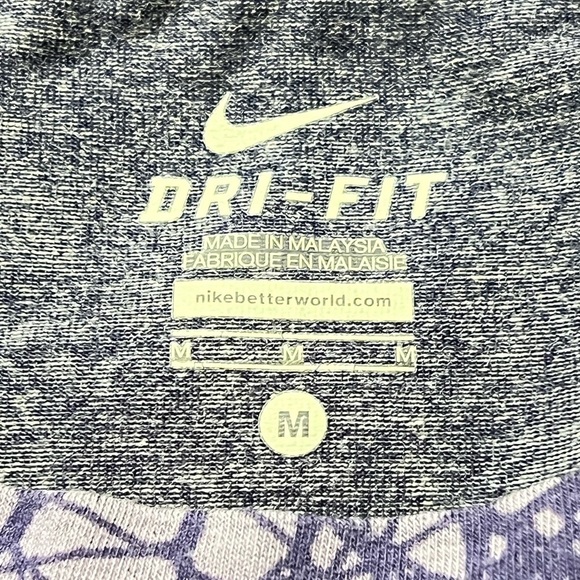 DRI-FIT
MADE IN MALAYSIA
FABRIQUE EN MALAISIE
nikebetterworld.com
M M M
M